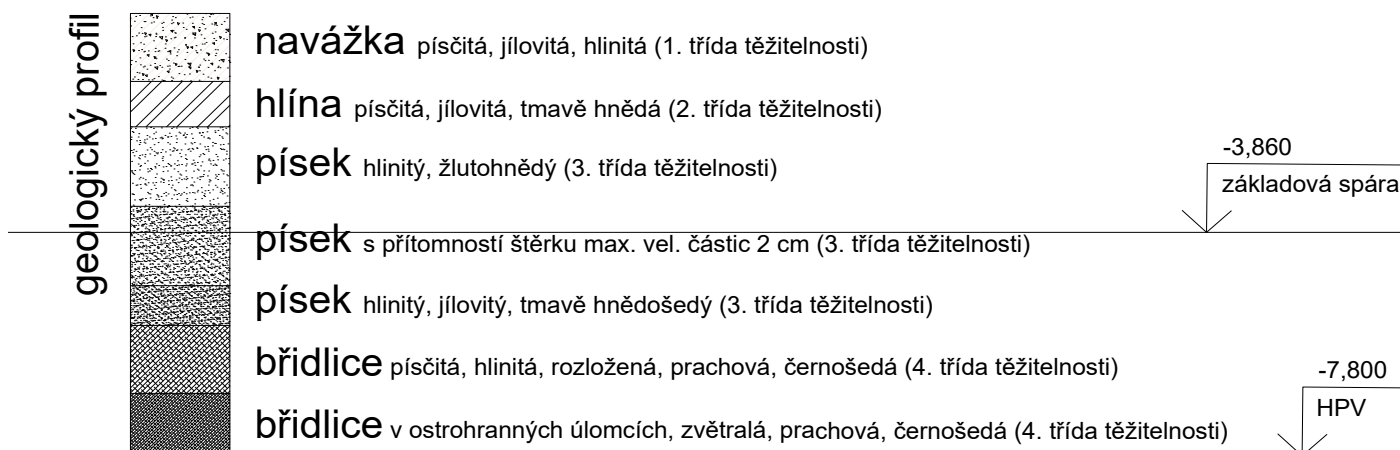 geologický profil
navážka písčitá, jílovitá, hlinitá (1. třída těžitelnosti)
hlína písčitá, jílovitá, tmavě hnědá (2. třída těžitelnosti)
písek hlinitý, žlutohnědý (3. třída těžitelnosti)
-3,860
základová spára
písek s přítomností štěrku max. vel. částic 2 cm (3. třída těžitelnosti)
písek hlinitý, jílovitý, tmavě hnědošedý (3. třída těžitelnosti)
břidlice písčitá, hlinitá, rozložená, prachová, černošedá (4. třída těžitelnosti)
-7,800
HPV
břidlice v ostrohranných úlomcích, zvětralá, prachová, černošedá (4. třída těžitelnosti)